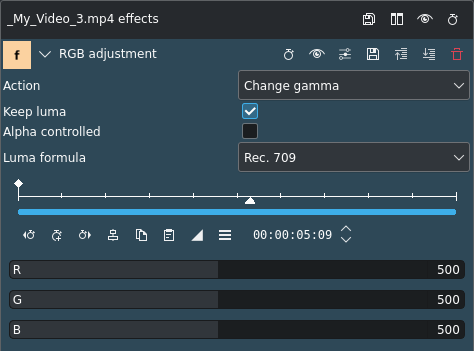 _My_Video_3.mp4 effects
f RGB adjustment
Action Change gamma
Keep luma
Alpha controlled
Luma formula Rec. 709
00:00:05:09
R 500
G 500
B 500